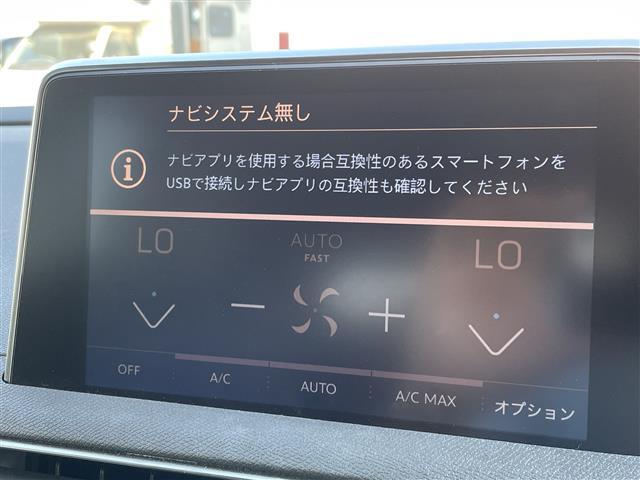 ナビシステム無し
ナビアプリを使用する場合互換性のあるスマートフォンを
USBで接続しナビアプリの互換性も確認してください
LO AUTO LO
FAST
OFF A/C AUTO A/C MAX オプション